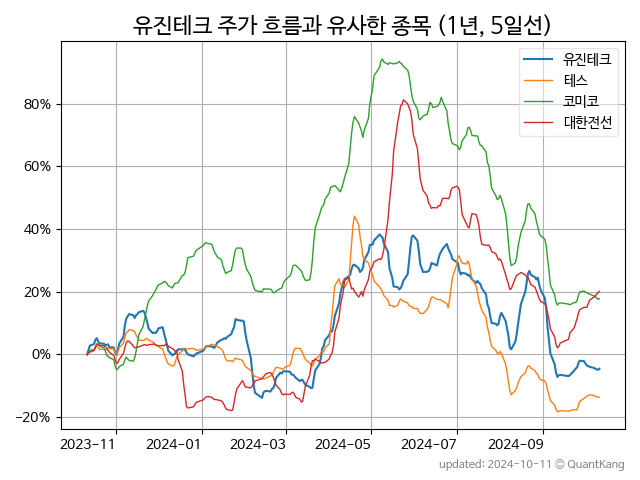 유진테크 주가 흐름과 유사한 종목 (1년, 5일선)
유진테크
테스
코미코
대한전선
80%
60%
40%
20%
0%
−20%
2023-11 2024-01 2024-03 2024-05 2024-07 2024-09
updated: 2024-10-11 © QuantKang